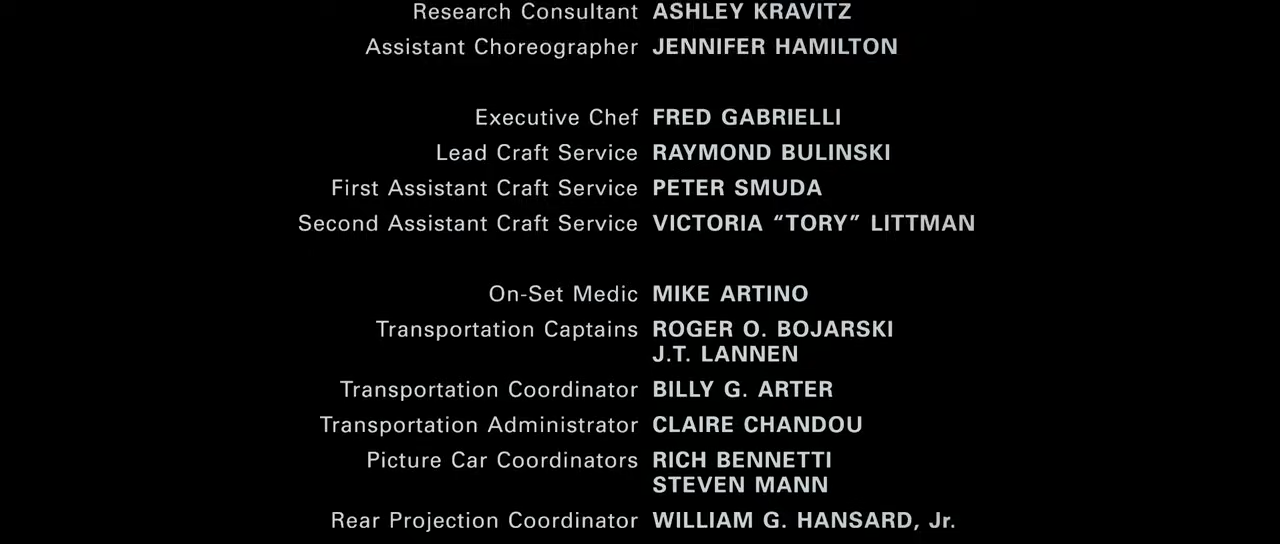 Research Consultant ASHLEY KRAVITZ
Assistant Choreographer JENNIFER HAMILTON
Executive Chef FRED GABRIELLI
Lead Craft Service RAYMOND BULINSKI
First Assistant Craft Service PETER SMUDA
Second Assistant Craft Service VICTORIA “TORY” LITTMAN
On-Set Medic MIKE ARTINO
Transportation Captains ROGER O. BOJARSKI
J.T. LANNEN
Transportation Coordinator BILLY G. ARTER
Transportation Administrator CLAIRE CHANDOU
Picture Car Coordinators RICH BENNETTI
STEVEN MANN
Rear Projection Coordinator WILLIAM G. HANSARD, Jr.